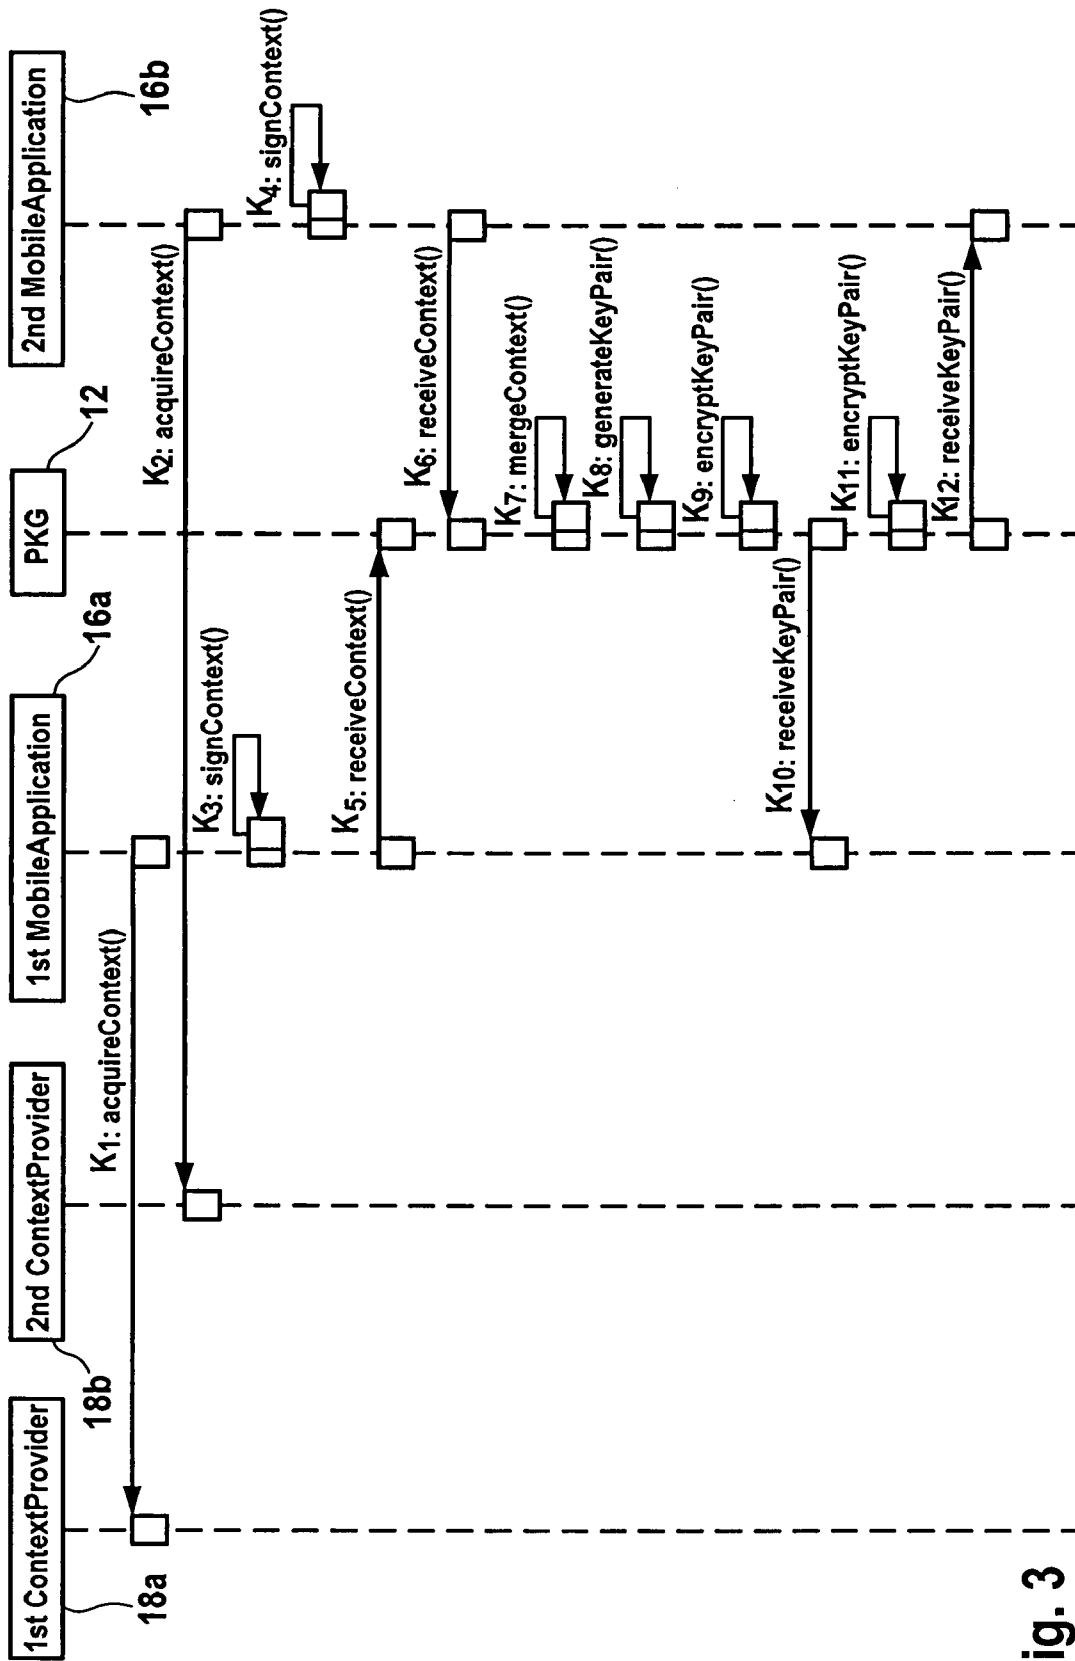 1st ContextProvider
2nd ContextProvider
1st MobileApplication
PKG
2nd MobileApplication
18a
18b
16a
12
16b
K1: acquireContext()
K2: acquireContext()
K3: signContext()
K4: signContext()
K5: receiveContext()
K6: receiveContext()
K7: mergeContext()
K8: generateKeyPair()
K9: encryptKeyPair()
K10: receiveKeyPair()
K11: encryptKeyPair()
K12: receiveKeyPair()
ig. 3